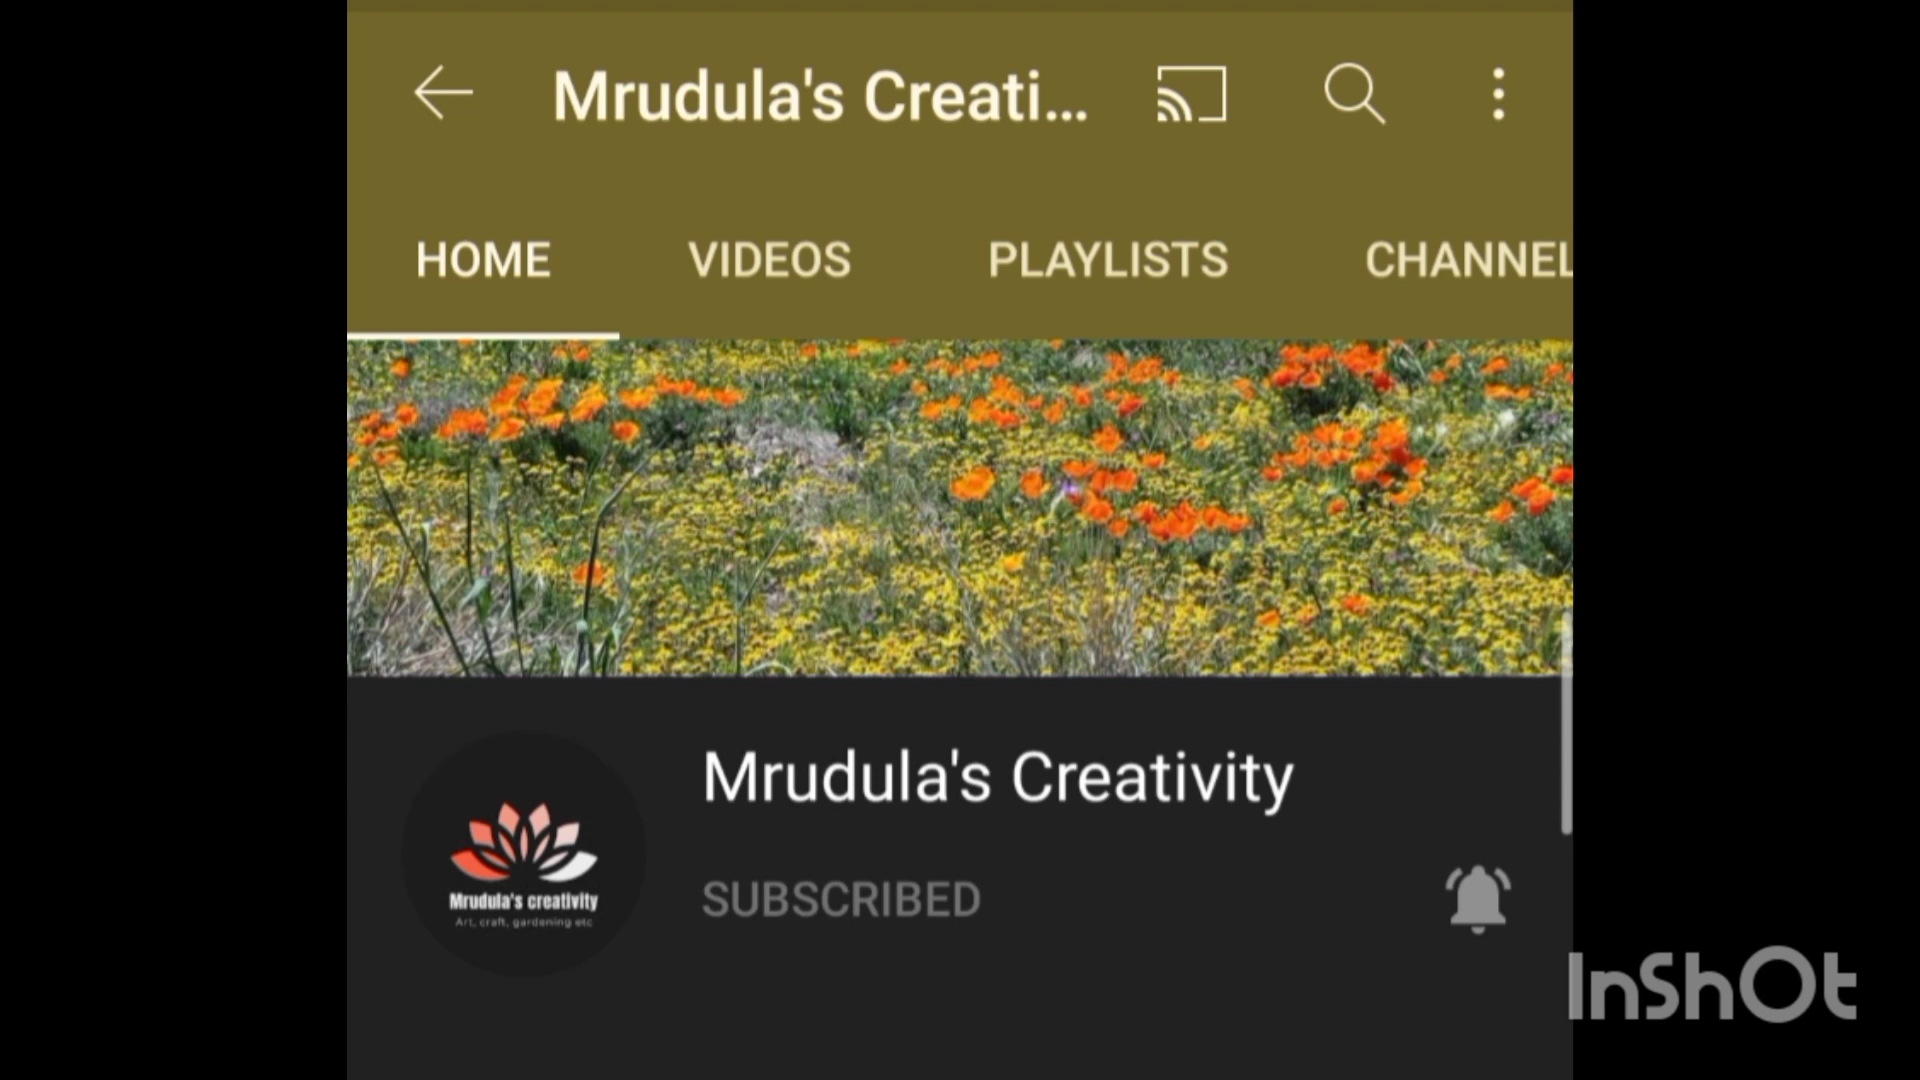 Mrudula's Creati...
HOME VIDEOS PLAYLISTS CHANNEL
Mrudula's Creativity
SUBSCRIBED
Mrudula's creativity
Art, craft, gardening etc
InShOt